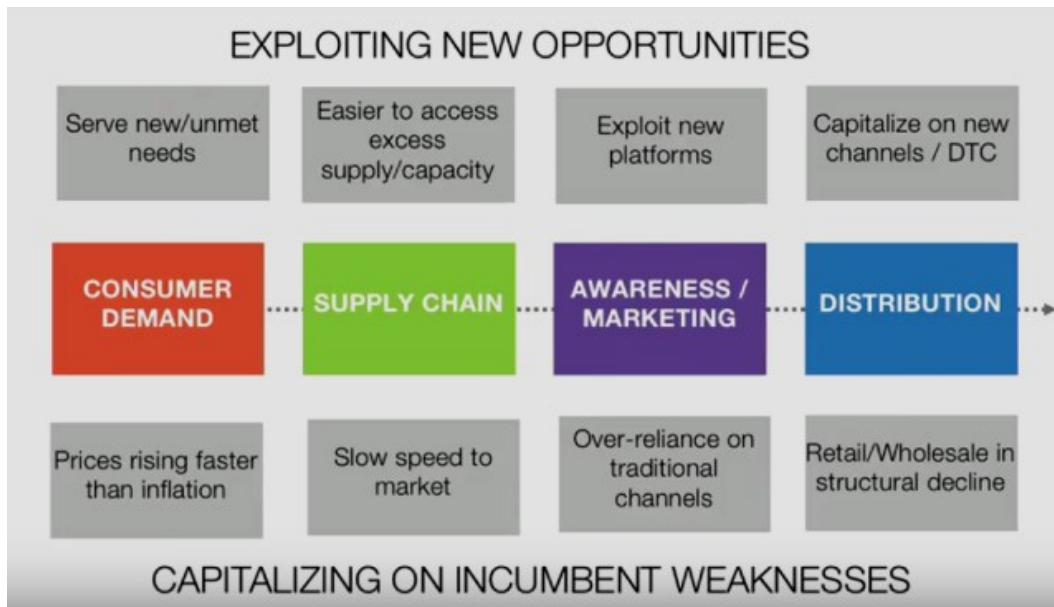 EXPLOITING NEW OPPORTUNITIES
Serve new/unmet
needs
Easier to access
excess
supply/capacity
Exploit new
platforms
Capitalize on new
channels / DTC
CONSUMER
DEMAND
SUPPLY CHAIN
AWARENESS /
MARKETING
DISTRIBUTION
Prices rising faster
than inflation
Slow speed to
market
Over-reliance on
traditional
channels
Retail/Wholesale in
structural decline
CAPITALIZING ON INCUMBENT WEAKNESSES